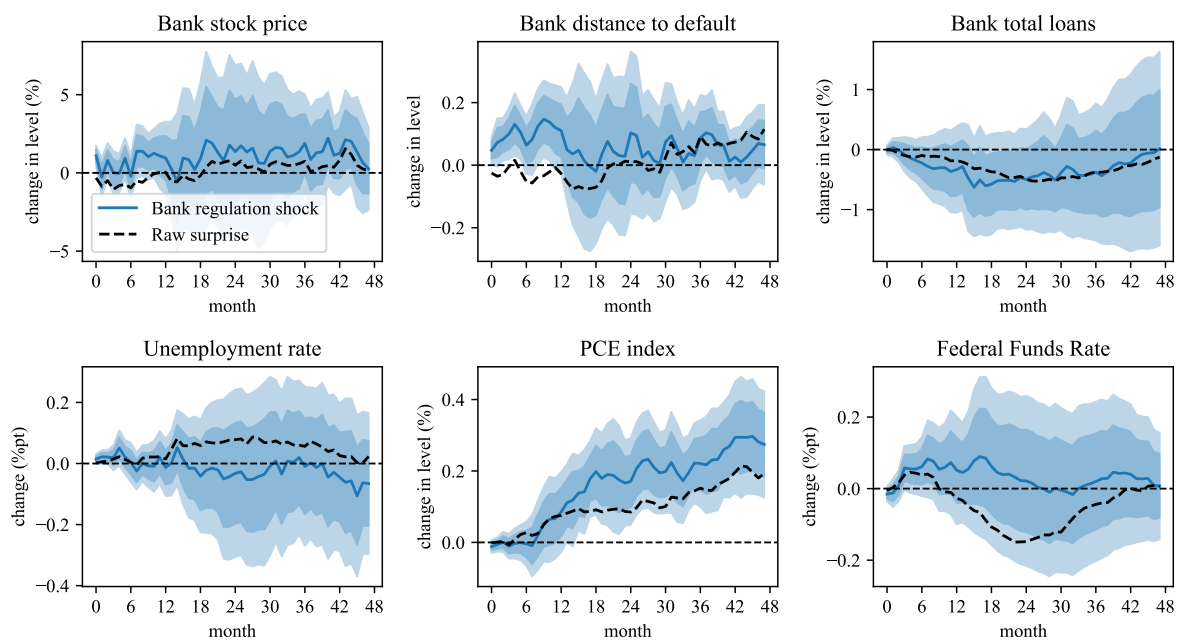 Bank stock price
change in level (%)
5
0
−5
Bank regulation shock
Raw surprise
0 6 12 18 24 30 36 42 48
month
Bank distance to default
change in level
0.2
0.0
−0.2
0 6 12 18 24 30 36 42 48
month
Bank total loans
change in level (%)
1
0
−1
0 6 12 18 24 30 36 42 48
month
Unemployment rate
change (%pt)
0.2
0.0
−0.2
−0.4
0 6 12 18 24 30 36 42 48
month
PCE index
change in level (%)
0.4
0.2
0.0
0 6 12 18 24 30 36 42 48
month
Federal Funds Rate
change (%pt)
0.2
0.0
−0.2
0 6 12 18 24 30 36 42 48
month